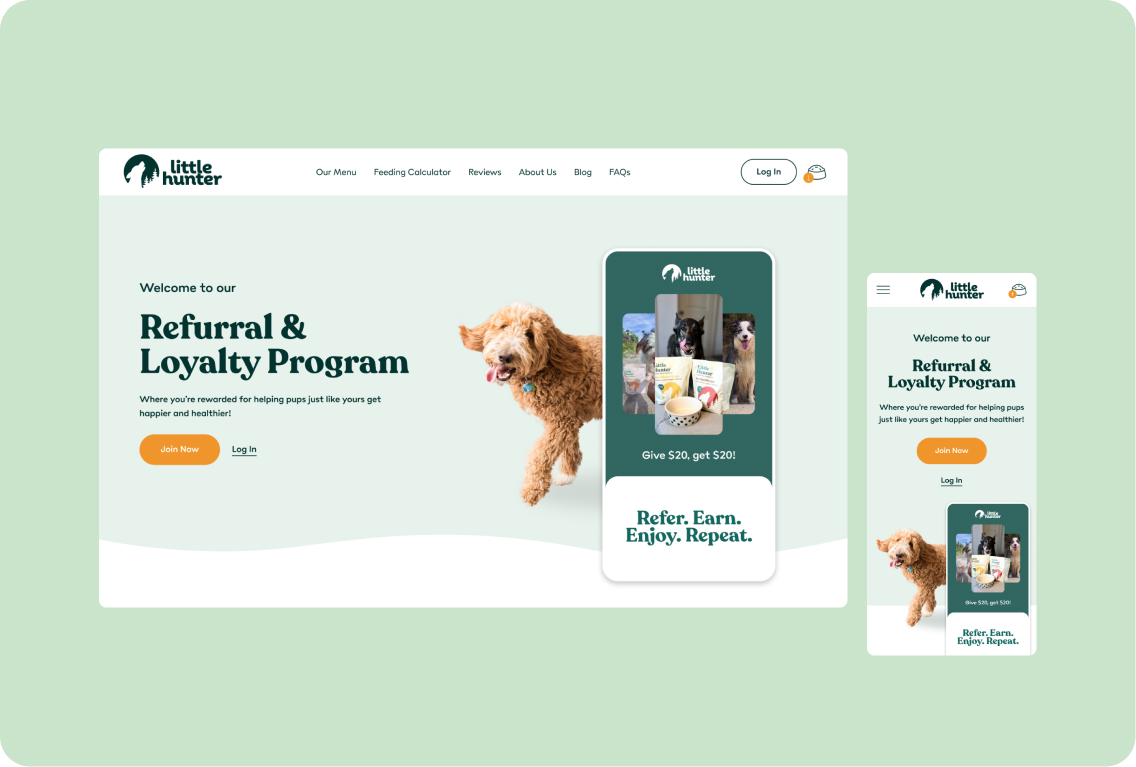 little
hunter
Our Menu Feeding Calculator Reviews About Us Blog FAQs
Log In
1
Welcome to our
Refurral &
Loyalty Program
Where you're rewarded for helping pups just like yours get
happier and healthier!
Join Now
Log In
little
hunter
Little
Hunter
Little
Hunter
Give $20, get $20!
Refer. Earn.
Enjoy. Repeat.
little
hunter
Welcome to our
Refurral &
Loyalty Program
Where you're rewarded for helping pups
just like yours get happier and healthier!
Join Now
Log In
little
hunter
Give $20, get $20!
Refer. Earn.
Enjoy. Repeat.